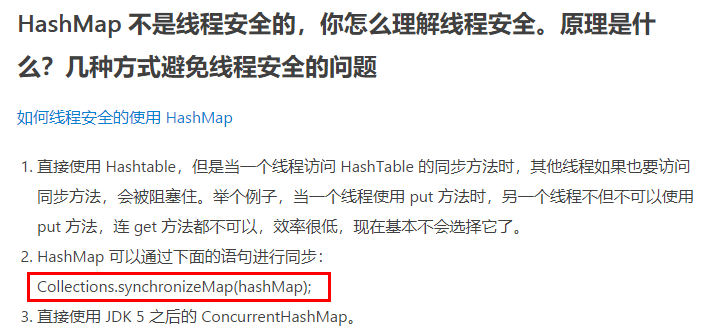 HashMap 不是线程安全的，你怎么理解线程安全。原理是什
么？几种方式避免线程安全的问题
如何线程安全的使用 HashMap
1. 直接使用 Hashtable，但是当一个线程访问 HashTable 的同步方法时，其他线程如果也要访问
同步方法，会被阻塞住。举个例子，当一个线程使用 put 方法时，另一个线程不但不可以使用
put 方法，连 get 方法都不可以，效率很低，现在基本不会选择它了。
2. HashMap 可以通过下面的语句进行同步：
Collections.synchronizeMap(hashMap);
3. 直接使用 JDK 5 之后的 ConcurrentHashMap。